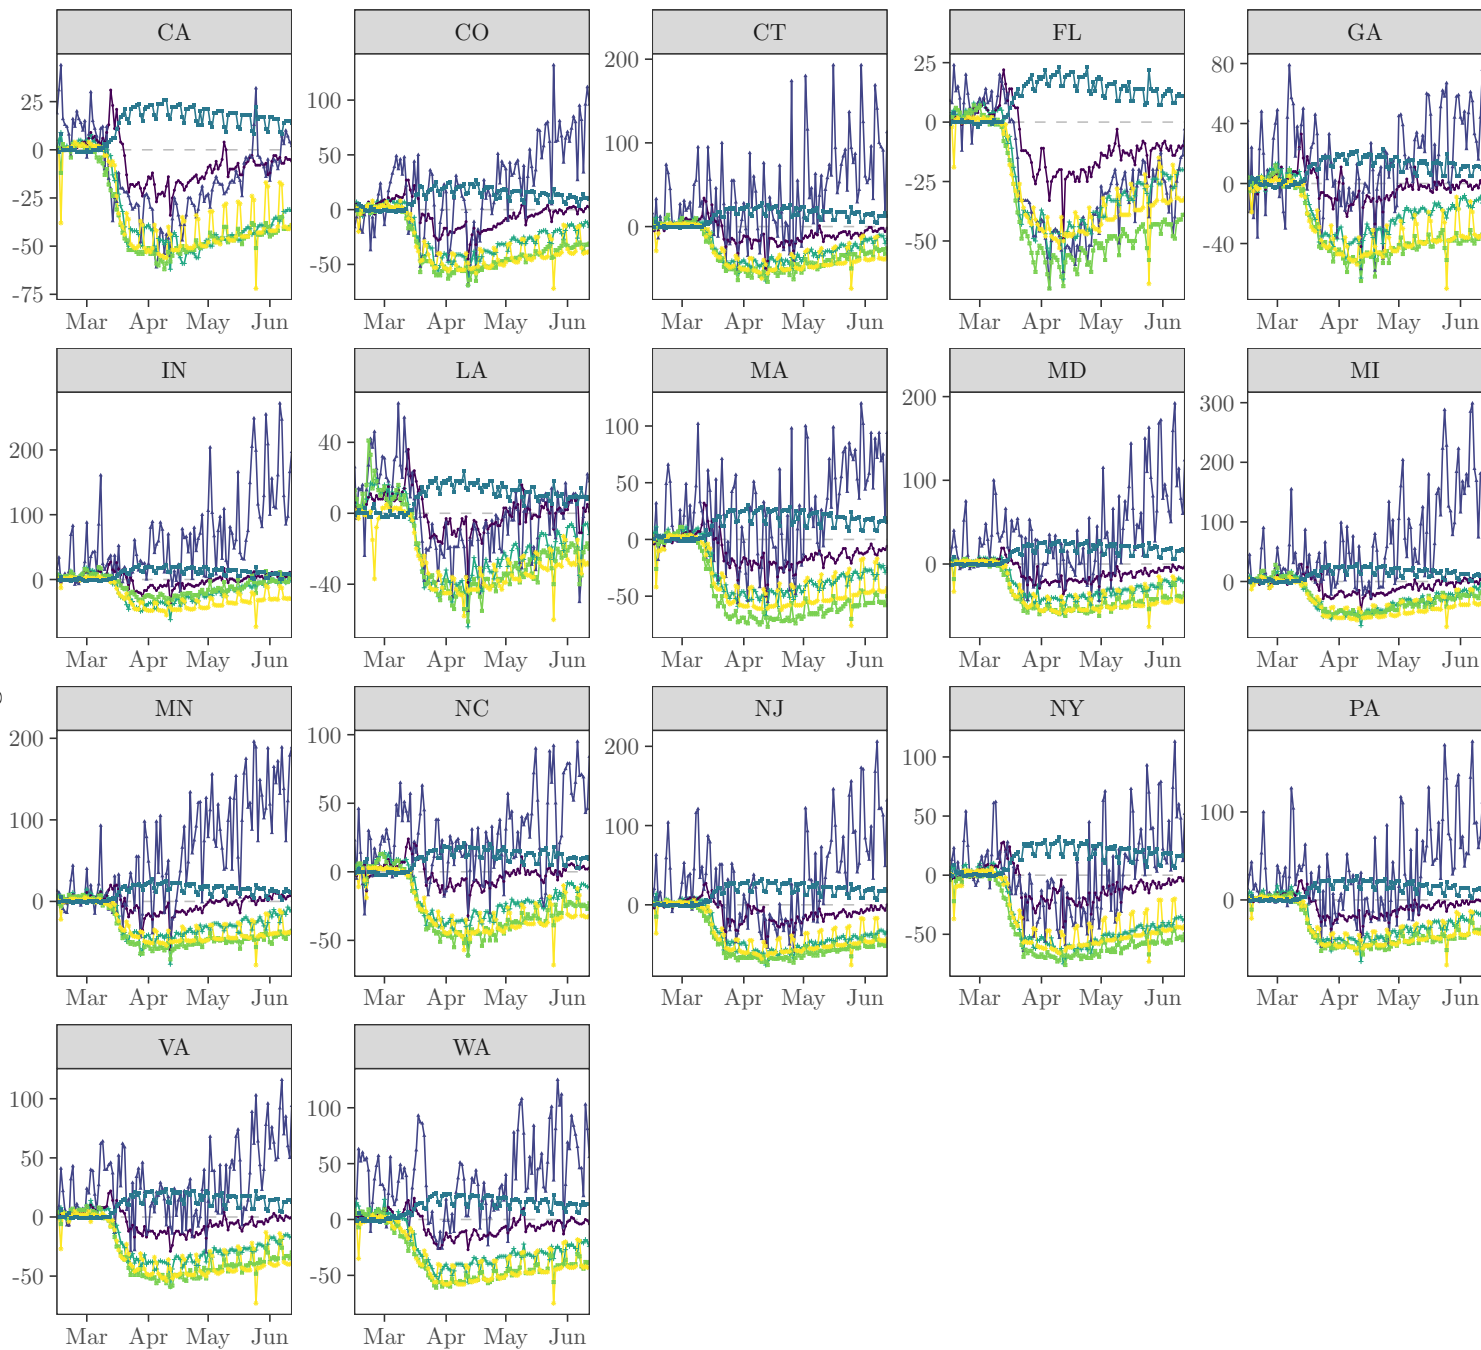 CA CO CT FL GA
25 0 -25 -50 -75
100 50 0 -50
200 100 0
25 0 -25 -50
80 40 0 -40
Mar Apr May Jun Mar Apr May Jun Mar Apr May Jun Mar Apr May Jun Mar Apr May Jun
IN LA MA MD MI
200 100 0
40 0 -40
100 50 0 -50
200 100 0
300 200 100 0
Mar Apr May Jun Mar Apr May Jun Mar Apr May Jun Mar Apr May Jun Mar Apr May Jun
MN NC NJ NY PA
200 100 0
100 50 0 -50
200 100 0
100 50 0 -50
100 0
Mar Apr May Jun Mar Apr May Jun Mar Apr May Jun Mar Apr May Jun Mar Apr May Jun
VA WA
100 50 0 -50
100 50 0 -50
Mar Apr May Jun Mar Apr May Jun